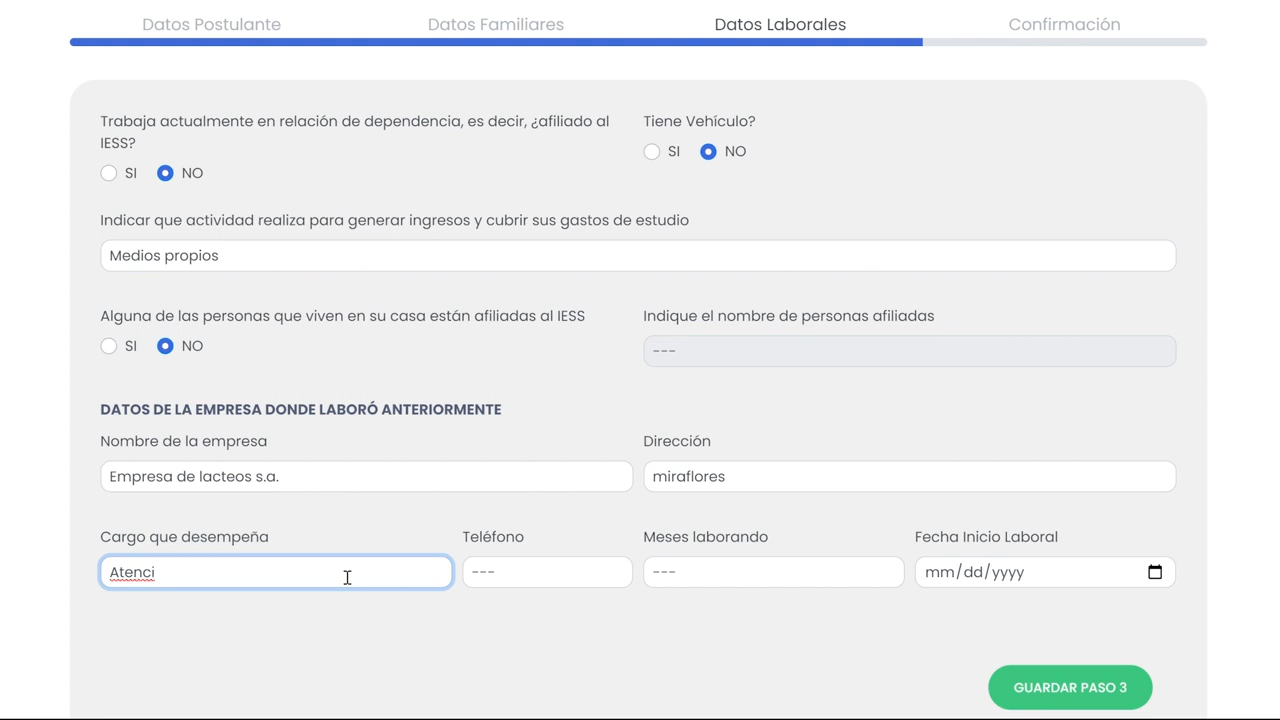 Datos Postulante Datos Familiares Datos Laborales Confirmación
Trabaja actualmente en relación de dependencia, es decir, ¿afiliado al
IESS?
SI NO
Tiene Vehículo?
SI NO
Indicar que actividad realiza para generar ingresos y cubrir sus gastos de estudio
Medios propios
Alguna de las personas que viven en su casa están afiliadas al IESS
SI NO
Indique el nombre de personas afiliadas
---
DATOS DE LA EMPRESA DONDE LABORÓ ANTERIORMENTE
Nombre de la empresa Dirección
Empresa de lacteos s.a. miraflores
Cargo que desempeña Teléfono Meses laborando Fecha Inicio Laboral
Atenci --- --- mm/dd/yyyy
GUARDAR PASO 3